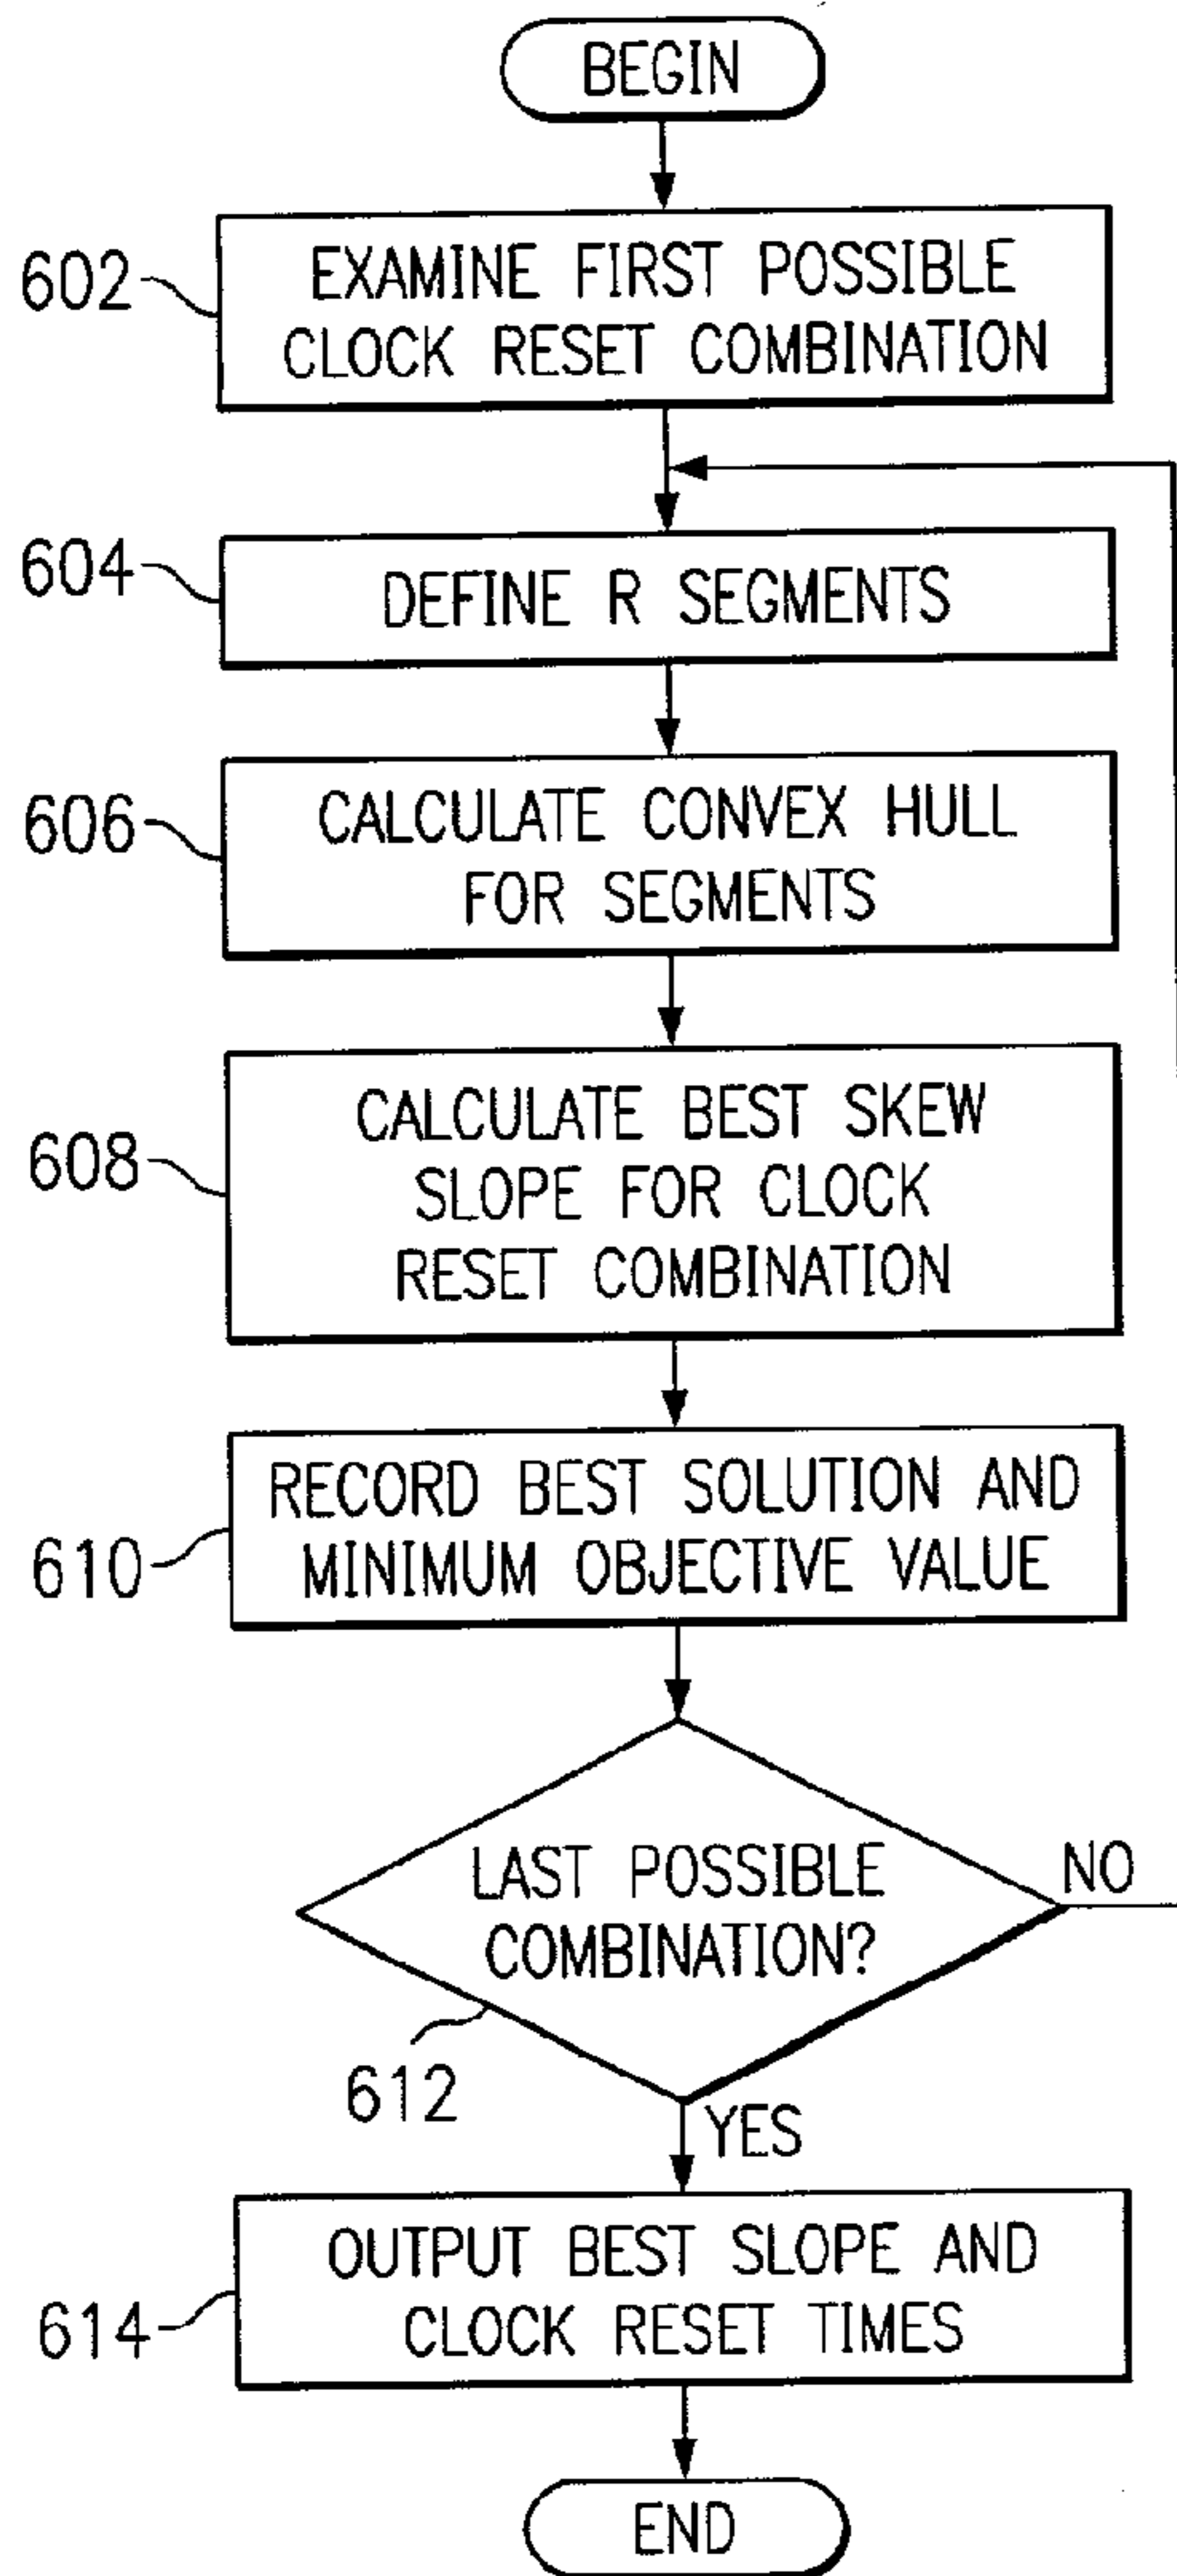 BEGIN
602
EXAMINE FIRST POSSIBLE
CLOCK RESET COMBINATION
604
DEFINE R SEGMENTS
606
CALCULATE CONVEX HULL
FOR SEGMENTS
608
CALCULATE BEST SKEW
SLOPE FOR CLOCK
RESET COMBINATION
610
RECORD BEST SOLUTION AND
MINIMUM OBJECTIVE VALUE
LAST POSSIBLE
COMBINATION?
NO
612
YES
614
OUTPUT BEST SLOPE AND
CLOCK RESET TIMES
END